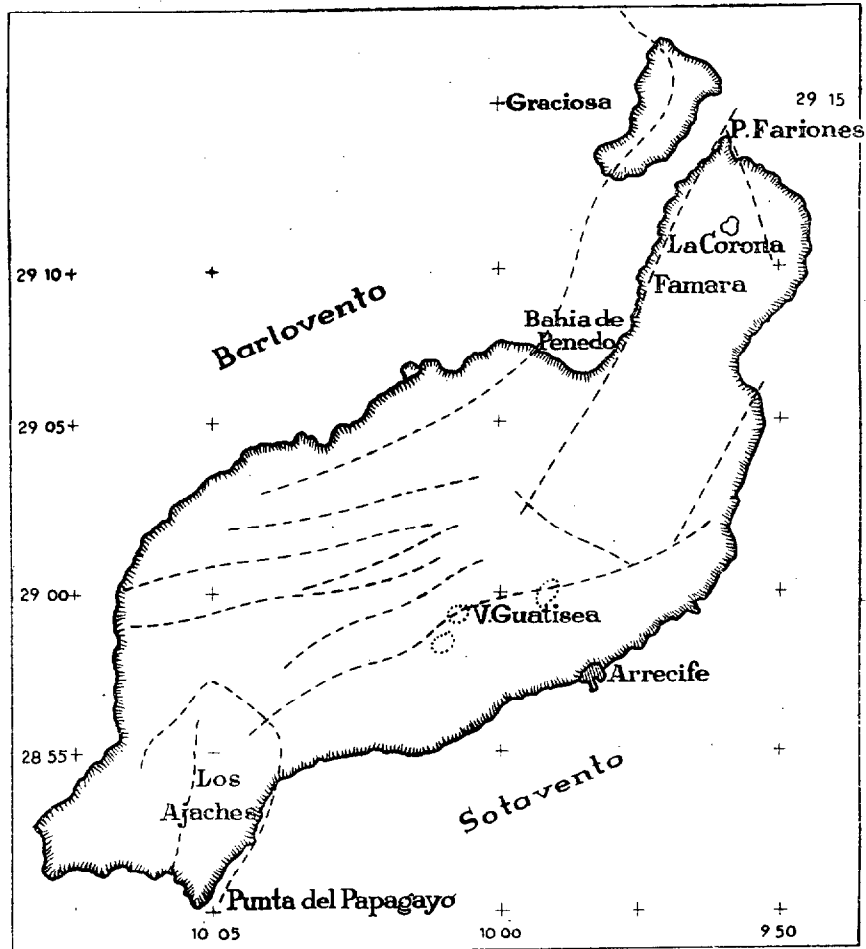 Graciosa
29 15
P. Fariones
La Corona
29 10
Famara
Barlovento
Bahia de
Penedo
29 05
29 00
V. Guatisea
Arrecife
28 55
Los
Ajaches
Sotavento
Punta del Papagayo
10 05
10 00
9 50